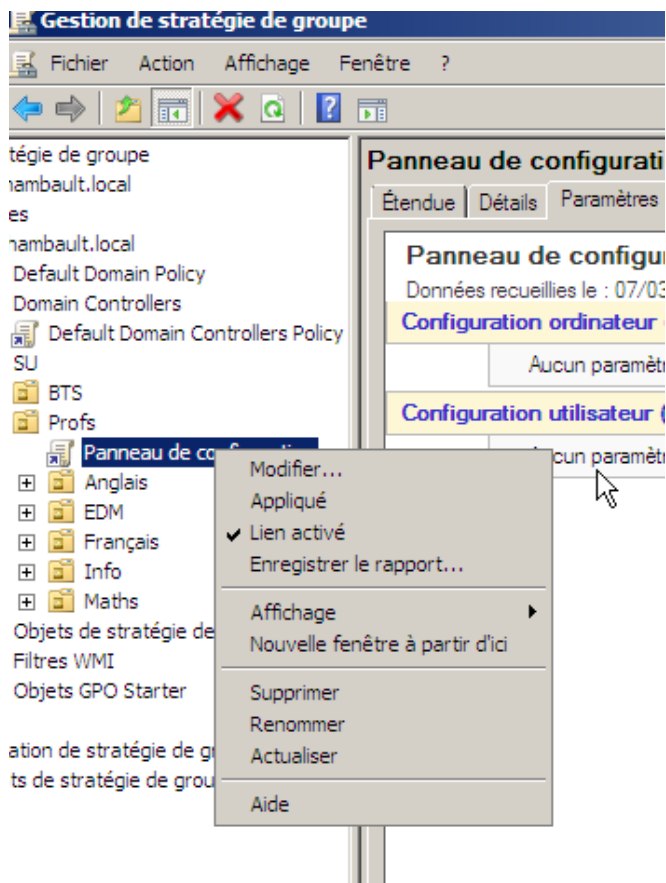 Gestion de stratégie de groupe
Fichier Action Affichage Fenêtre ?
tégie de groupe
nambault.local
es
nambault.local
Default Domain Policy
Domain Controllers
Default Domain Controllers Policy
SU
BTS
Profs
Panneau de
Anglais
EDM
Français
Info
Maths
Objets de stratégie de
Filtres WMI
Objets GPO Starter
ation de stratégie de g
ts de stratégie de grou
Modifier...
Appliqué
Lien activé
Enregistrer le rapport...
Affichage
Nouvelle fenêtre à partir d'ici
Supprimer
Renommer
Actualiser
Aide
Panneau de configurati
Étendue Détails Paramètres
Panneau de configur
Données recueillies le : 07/03
Configuration ordinateur
Aucun paramètr
Configuration utilisateur (
cun paramètr